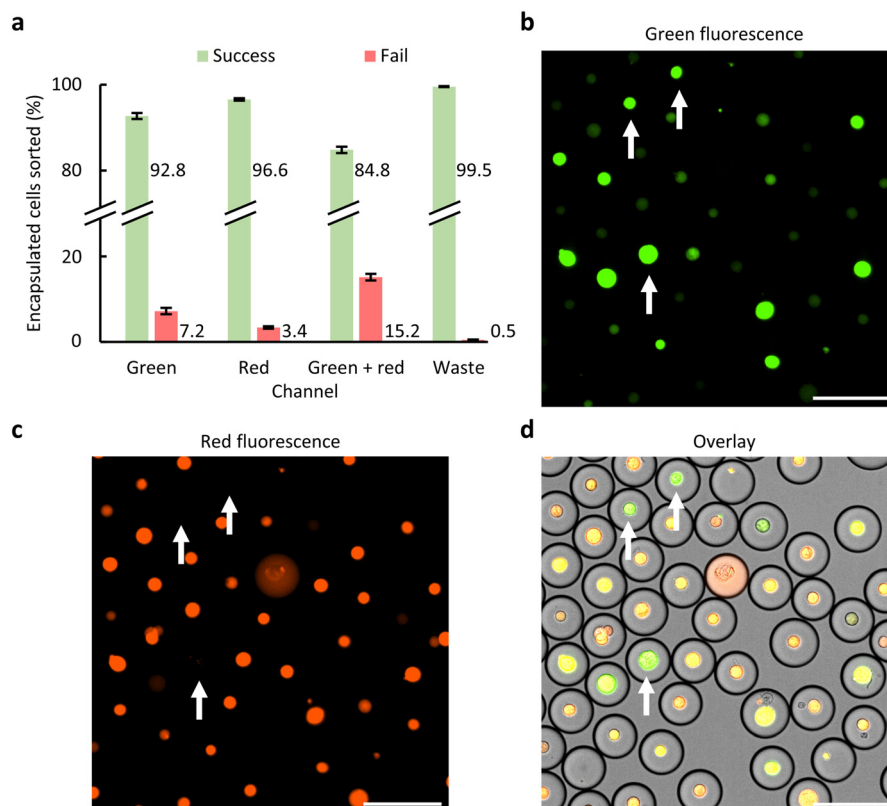 a
Success
Fail
Encapsulated cells sorted (%)
100
80
20
0
92.8
96.6
84.8
99.5
7.2
3.4
15.2
0.5
Green
Red
Green + red
Waste
Channel
b
Green fluorescence
c
Red fluorescence
d
Overlay